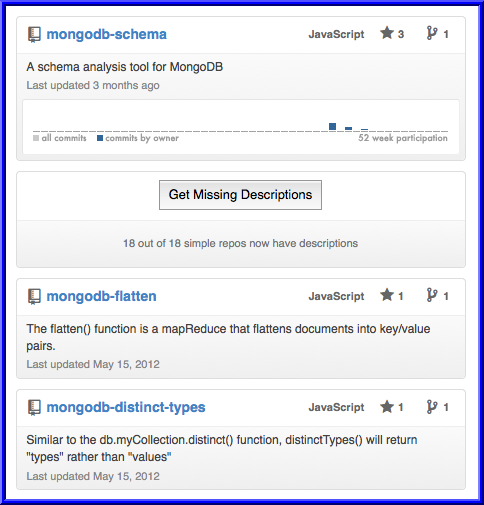 mongodb-schema JavaScript 3 1
A schema analysis tool for MongoDB
Last updated 3 months ago
all commits commits by owner 52 week participation
Get Missing Descriptions
18 out of 18 simple repos now have descriptions
mongodb-flatten JavaScript 1 1
The flatten() function is a mapReduce that flattens documents into key/value
pairs.
Last updated May 15, 2012
mongodb-distinct-types JavaScript 1 1
Similar to the db.myCollection.distinct() function, distinctTypes() will return
"types" rather than "values"
Last updated May 15, 2012